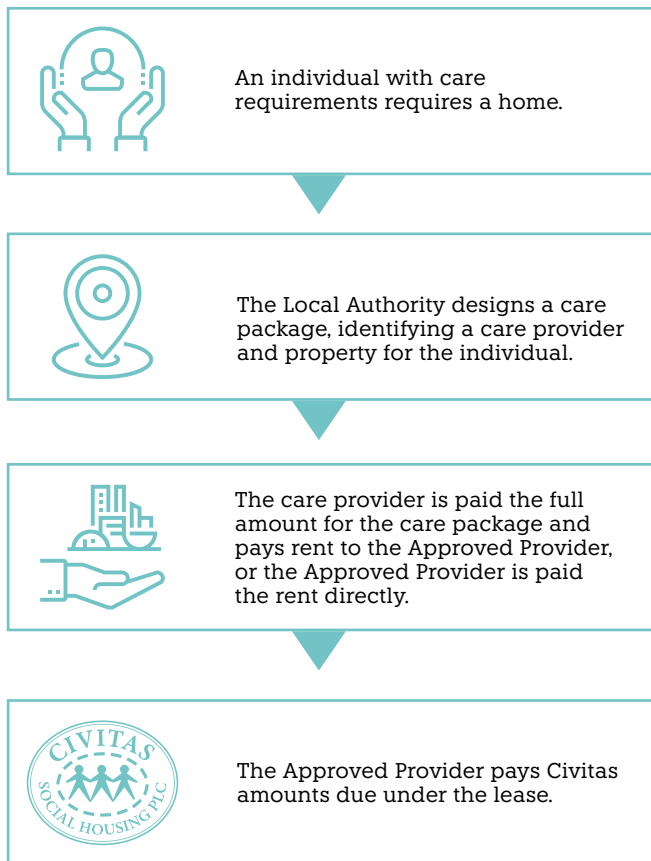 An individual with care
requirements requires a home.
The Local Authority designs a care
package, identifying a care provider
and property for the individual.
The care provider is paid the full
amount for the care package and
pays rent to the Approved Provider,
or the Approved Provider is paid
the rent directly.
CIVITAS
SOCIAL HOUSING PLC
The Approved Provider pays Civitas
amounts due under the lease.